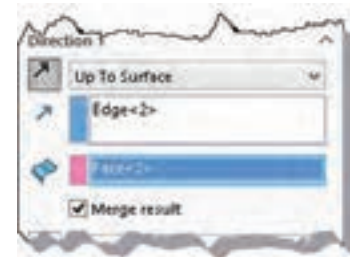 Direction 1
Up To Surface
Edge<2>
Face<2>
Merge result